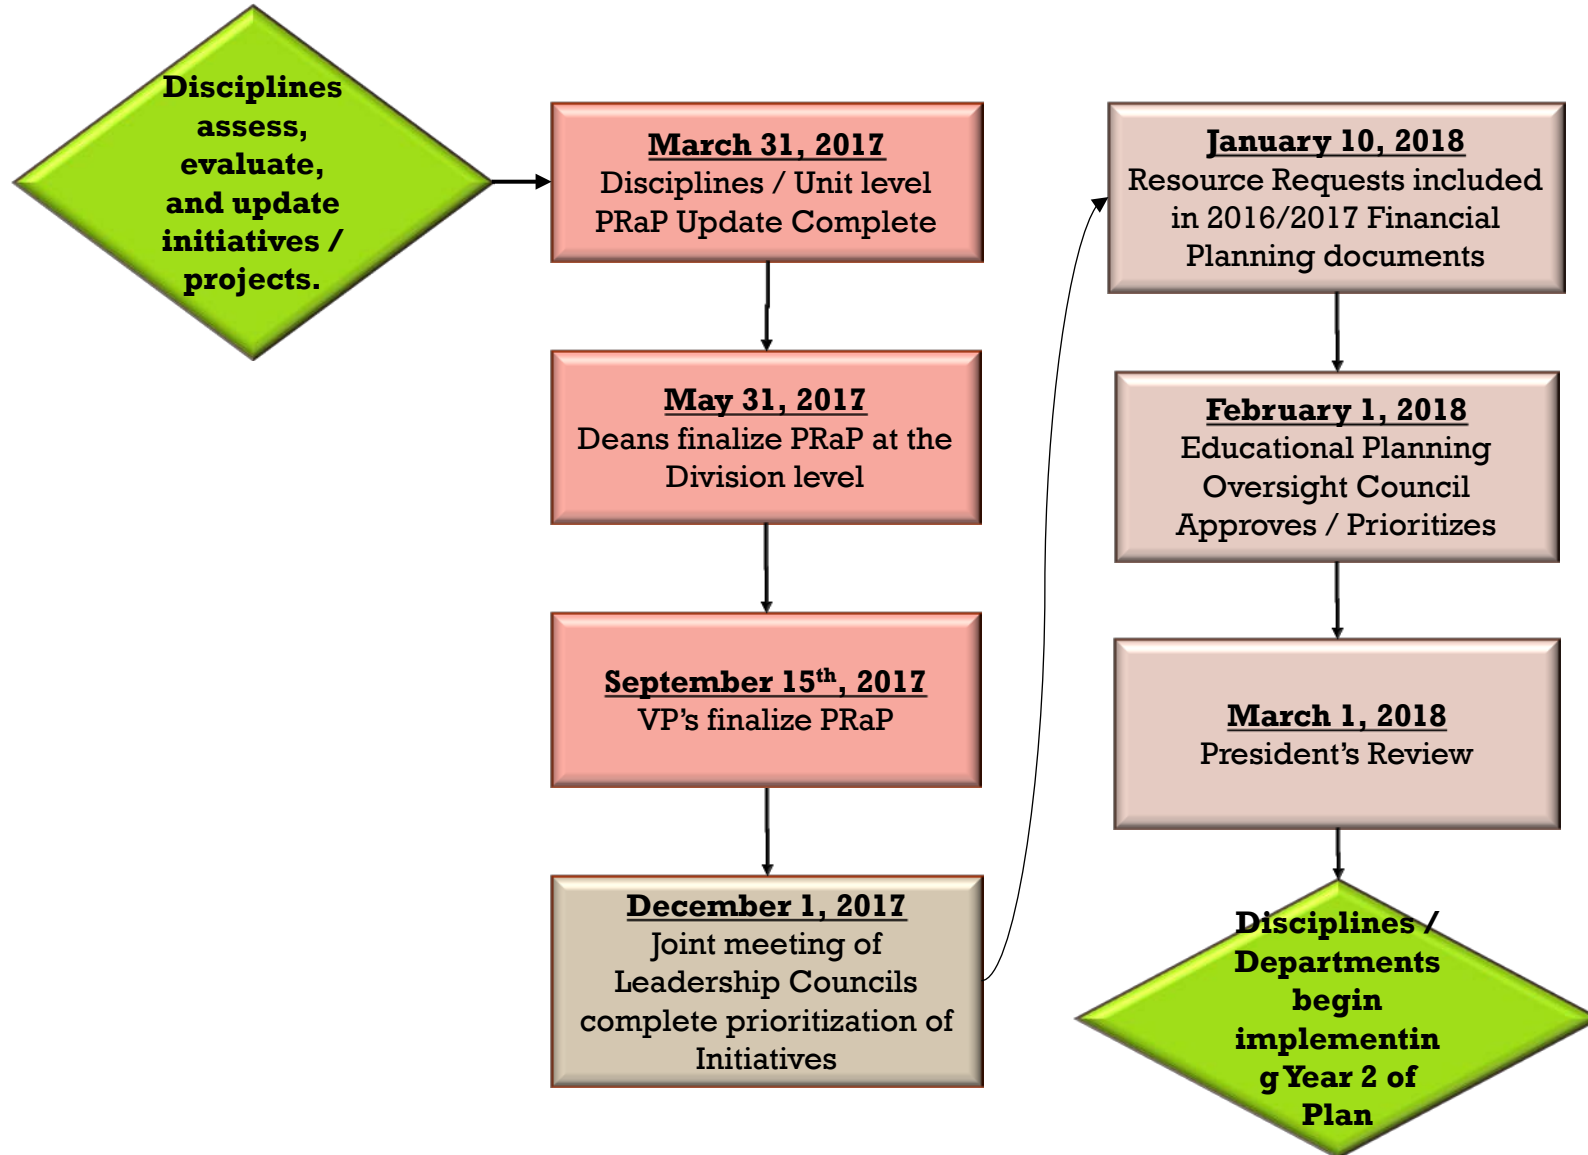 Disciplines
assess,
evaluate,
and update
initiatives /
projects.
March 31, 2017
Disciplines / Unit level
PRaP Update Complete
May 31, 2017
Deans finalize PRaP at the
Division level
September 15th, 2017
VP’s finalize PRaP
December 1, 2017
Joint meeting of
Leadership Councils
complete prioritization of
Initiatives
January 10, 2018
Resource Requests included
in 2016/2017 Financial
Planning documents
February 1, 2018
Educational Planning
Oversight Council
Approves / Prioritizes
March 1, 2018
President’s Review
Disciplines /
Departments
begin
implementin
g Year 2 of
Plan